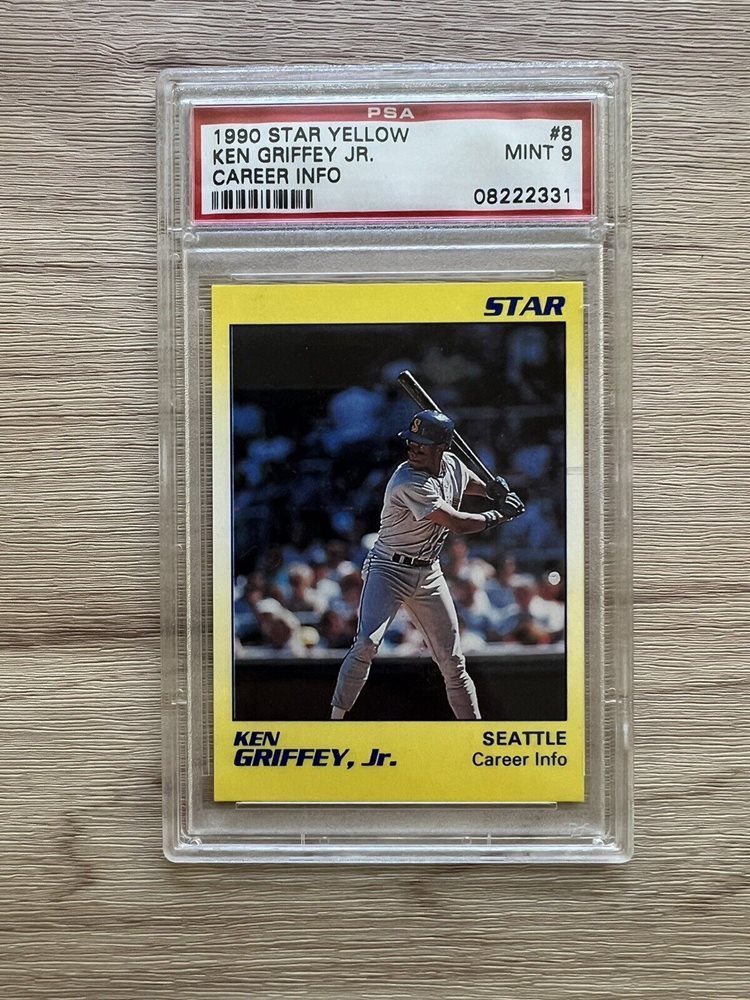 PSA
1990 STAR YELLOW #8
KEN GRIFFEY JR. MINT 9
CAREER INFO
08222331
STAR
S
KEN
GRIFFEY, Jr.
SEATTLE
Career Info